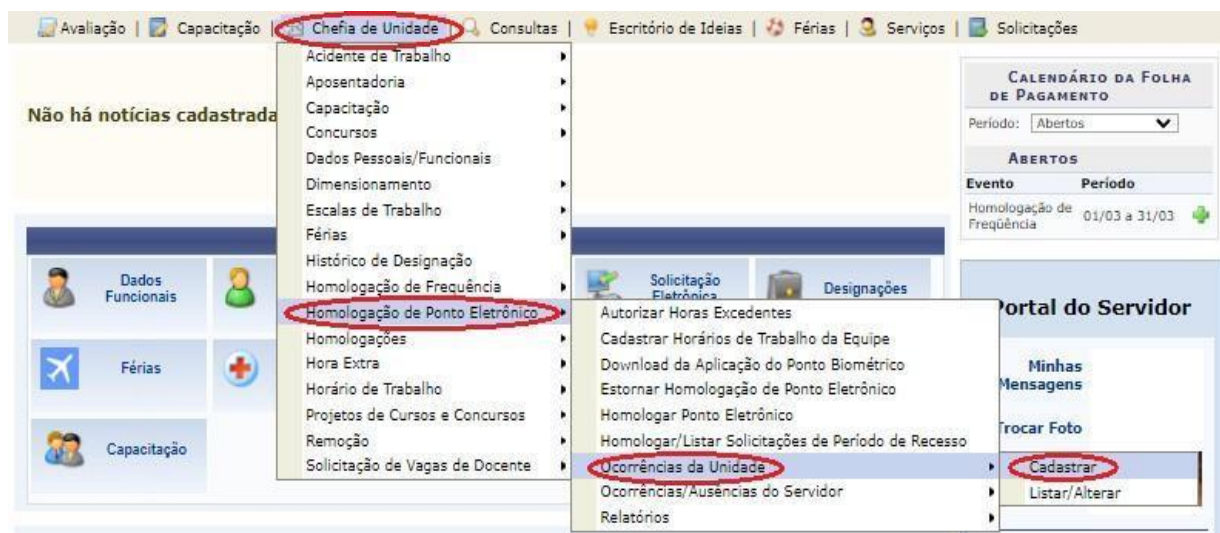 Avaliação | Capacitação | Chefia de Unidade | Consultas | Escritório de Ideias | Férias | Serviços | Solicitações
Não há notícias cadastrada
Acidente de Trabalho
Aposentadoria
Capacitação
Concursos
Dados Pessoais/Funcionais
Dimensionamento
Escalas de Trabalho
Férias
Histórico de Designação
Homologação de Frequência
Homologação de Ponto Eletrônico
Homologações
Hora Extra
Horário de Trabalho
Projetos de Cursos e Concursos
Remoção
Solicitação de Vagas de Docente
CALENDÁRIO DA FOLHA
DE PAGAMENTO
Período: Abertos
ABERTOS
Evento Período
Homologação de
Freqüência
01/03 a 31/03
Dados
Funcionais
Solicitação
Eletrônica
Designações
Férias
Capacitação
Autorizar Horas Excedentes
Cadastrar Horários de Trabalho da Equipe
Download da Aplicação do Ponto Biométrico
Estornar Homologação de Ponto Eletrônico
Homologar Ponto Eletrônico
Homologar/Listar Solicitações de Período de Recesso
Ocorrências da Unidade
Ocorrências/Ausências do Servidor
Relatórios
Portal do Servidor
Minhas
Mensagens
Trocar Foto
Cadastrar
Listar/Alterar